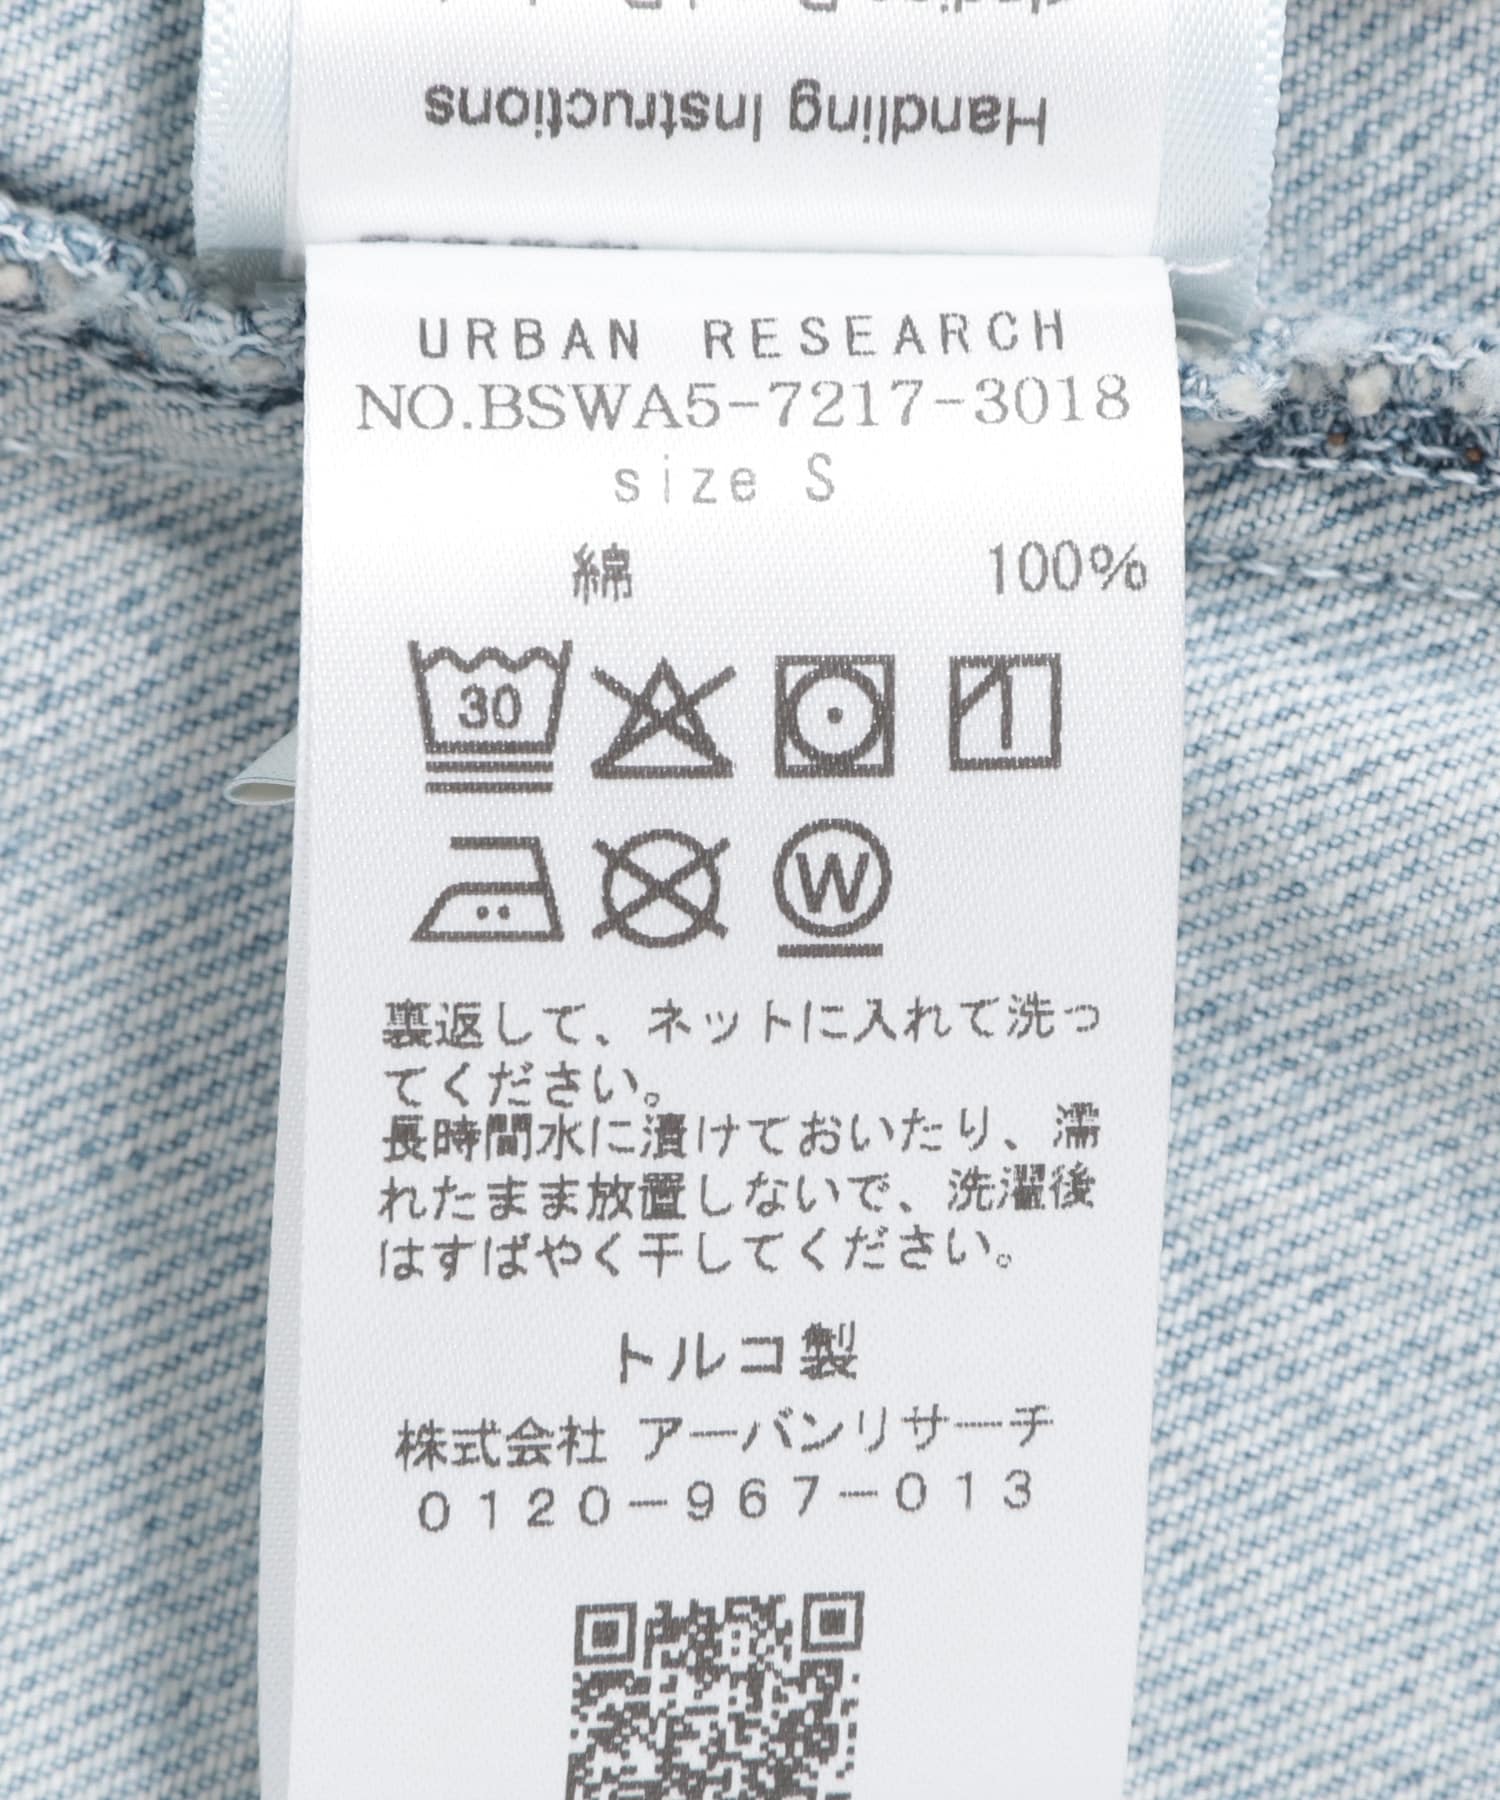 Handling Instructions
URBAN RESEARCH
NO.BSWA5-7217-3018
size S
綿 100%
30
W
裏返して、ネットに入れて洗っ
てください。
長時間水に漬けておいたり、濡
れたまま放置しないで、洗濯後
はすばやく干してください。
トルコ製
株式会社 アーバンリサーチ
0120-967-013